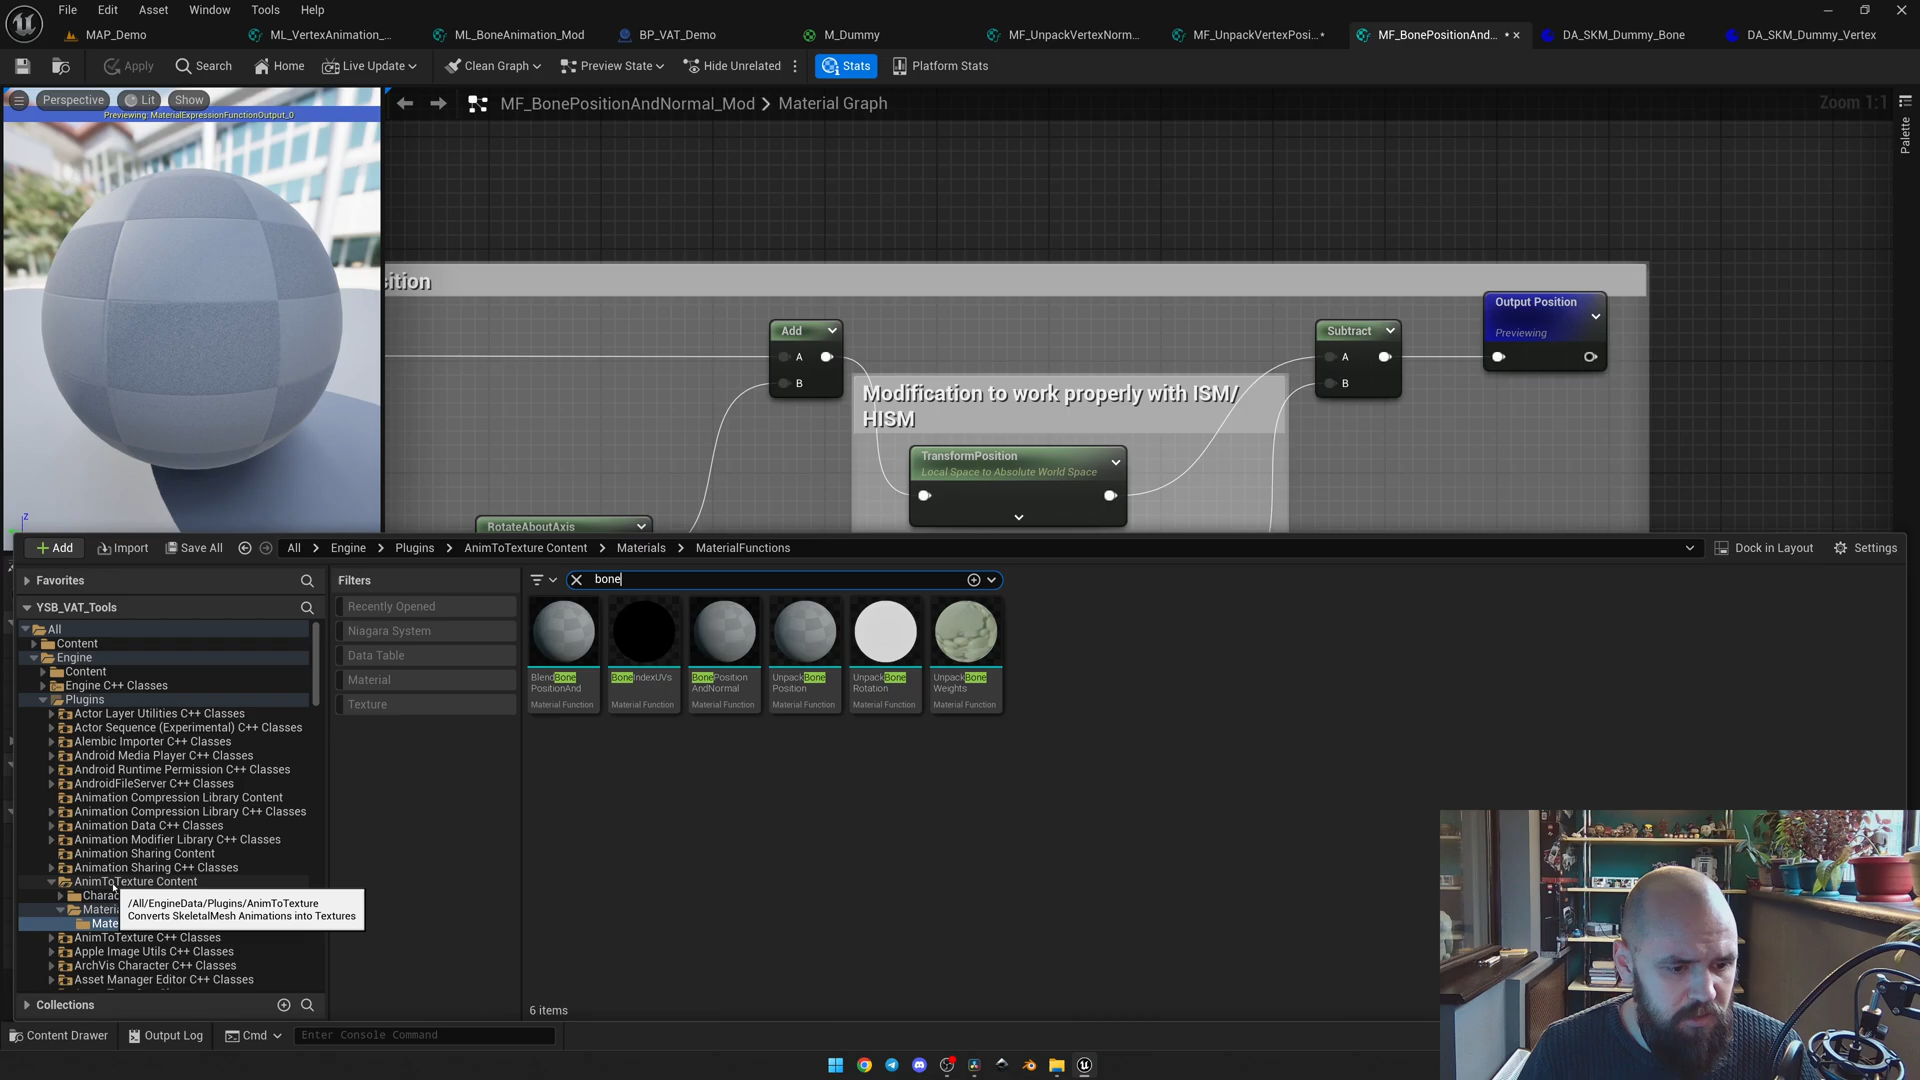 File Edit Asset Window Tools Help
MAP_Demo ML_VertexAnimation_... ML_BoneAnimation_Mod BP_VAT_Demo M_Dummy MF_UnpackVertexNorm... MF_UnpackVertexPosi...* MF_BonePositionAnd... * DA_SKM_Dummy_Bone DA_SKM_Dummy_Vertex
Apply Search Home Live Update Clean Graph Preview State Hide Unrelated Stats Platform Stats
Perspective Lit Show
Previewing: MaterialExpressionFunctionOutput_0
MF_BonePositionAndNormal_Mod > Material Graph
Zoom 1:1
Palette
sition
Add
A
B
Modification to work properly with ISM/
HISM
TransformPosition
Local Space to Absolute World Space
Subtract
A
B
Output Position
Previewing
RotateAboutAxis
Z
Add Import Save All All > Engine > Plugins > AnimToTexture Content > Materials > MaterialFunctions
Dock in Layout Settings
Favorites
YSB_VAT_Tools
All
Content
Engine
Content
Engine C++ Classes
Plugins
Actor Layer Utilities C++ Classes
Actor Sequence (Experimental) C++ Classes
Alembic Importer C++ Classes
Android Media Player C++ Classes
Android Runtime Permission C++ Classes
AndroidFileServer C++ Classes
Animation Compression Library Content
Animation Compression Library C++ Classes
Animation Data C++ Classes
Animation Modifier Library C++ Classes
Animation Sharing Content
Animation Sharing C++ Classes
AnimToTexture Content
Charac
Materia
Mate
/All/EngineData/Plugins/AnimToTexture
Converts SkeletalMesh Animations into Textures
AnimToTexture C++ Classes
Apple Image Utils C++ Classes
ArchVis Character C++ Classes
Asset Manager Editor C++ Classes
Collections
Filters
Recently Opened
Niagara System
Data Table
Material
Texture
bone
BlendBone
PositionAnd
Material Function
BoneIndexUVs
Material Function
BonePosition
AndNormal
Material Function
UnpackBone
Position
Material Function
UnpackBone
Rotation
Material Function
UnpackBone
Weights
Material Function
6 items
Content Drawer Output Log Cmd Enter Console Command